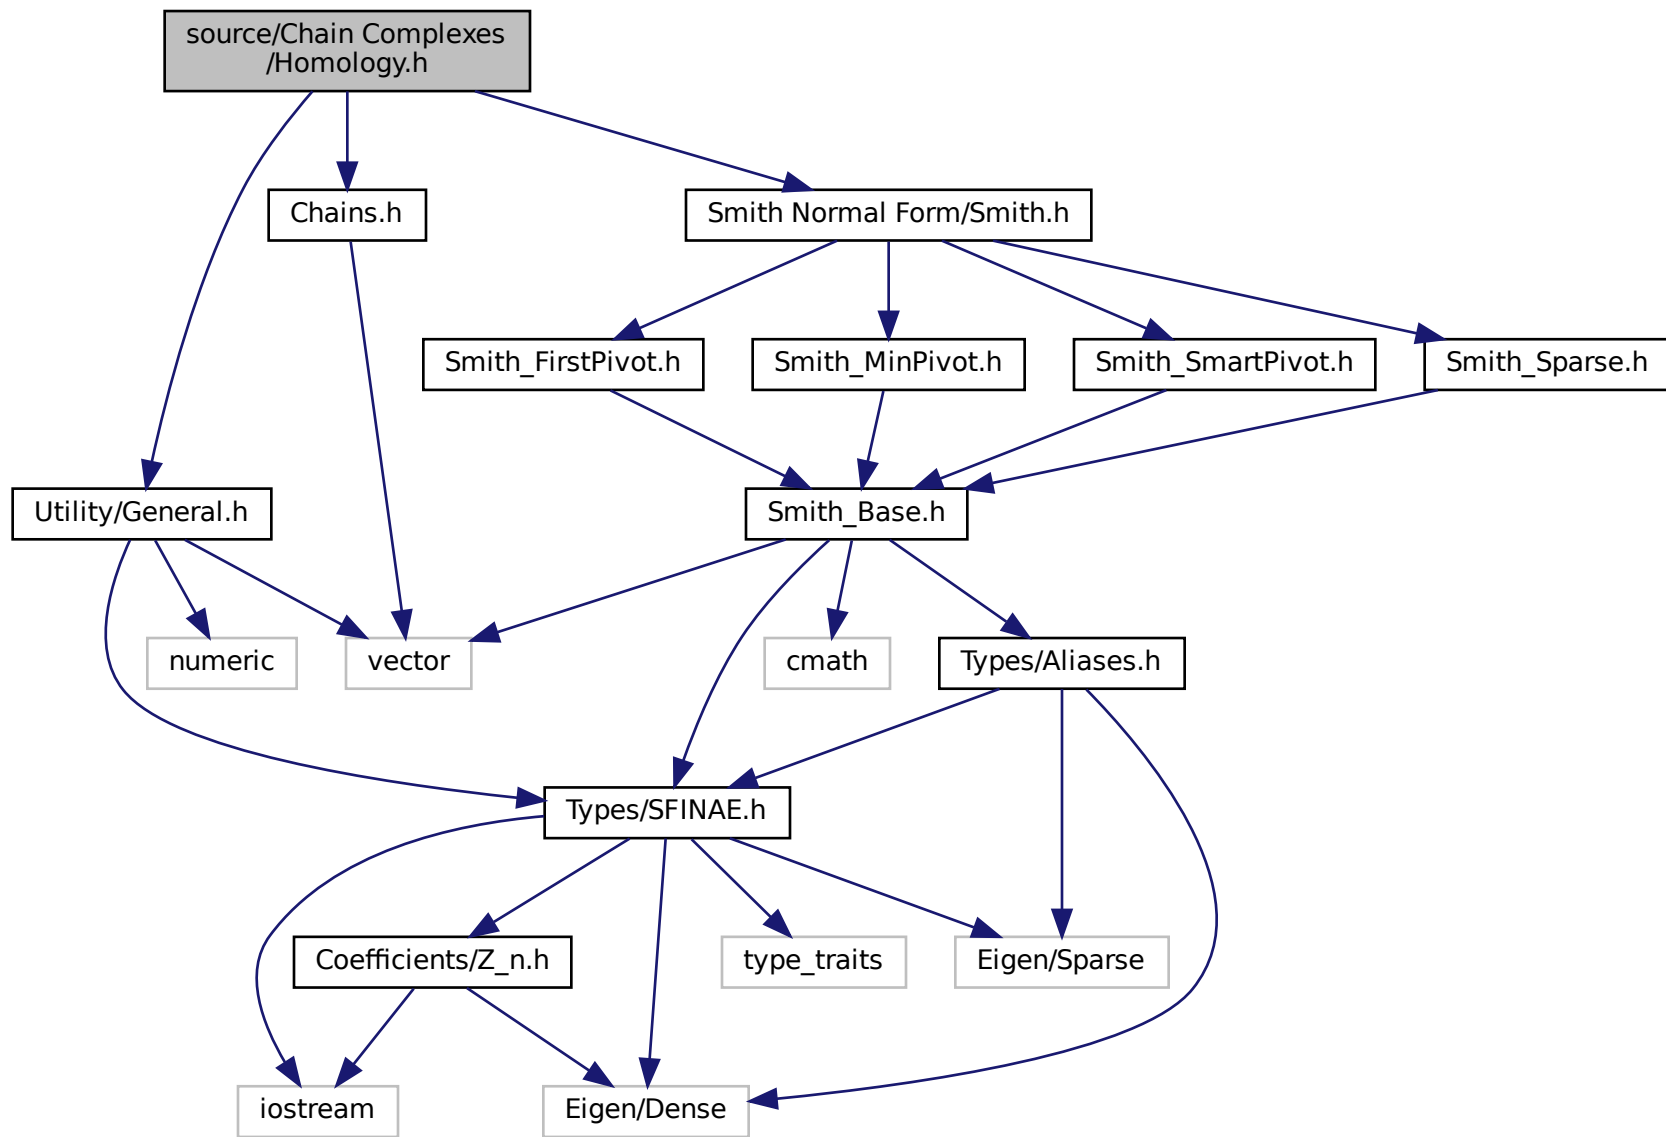 source/Chain Complexes
/Homology.h
Chains.h
Smith Normal Form/Smith.h
Smith_FirstPivot.h
Smith_MinPivot.h
Smith_SmartPivot.h
Smith_Sparse.h
Utility/General.h
Smith_Base.h
numeric
vector
cmath
Types/Aliases.h
Types/SFINAE.h
Coefficients/Z_n.h
type_traits
Eigen/Sparse
iostream
Eigen/Dense